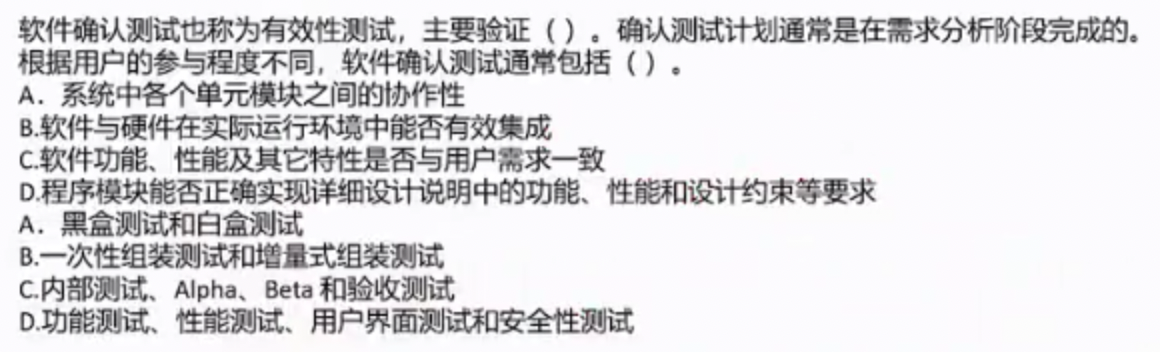 软件确认测试也称为有效性测试，主要验证（ ）。确认测试计划通常是在需求分析阶段完成的。
根据用户的参与程度不同，软件确认测试通常包括（ ）。
A．系统中各个单元模块之间的协作性
B.软件与硬件在实际运行环境中能否有效集成
C.软件功能、性能及其它特性是否与用户需求一致
D.程序模块能否正确实现详细设计说明中的功能、性能和设计约束等要求
A．黑盒测试和白盒测试
B.一次性组装测试和增量式组装测试
C.内部测试、Alpha、Beta 和验收测试
D.功能测试、性能测试、用户界面测试和安全性测试